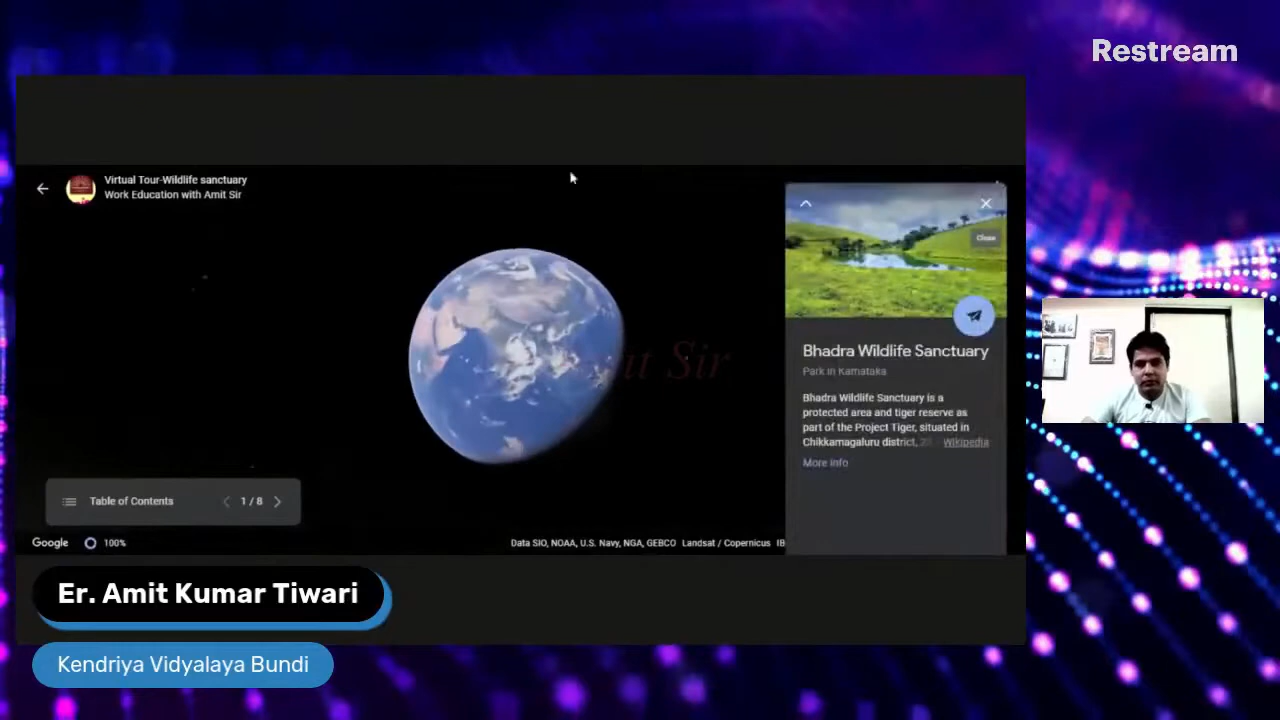 Restream
Virtual Tour-Wildlife sanctuary
Work Education with Amit Sir
Close
Sir
Bhadra Wildlife Sanctuary
Park in Karnataka
Bhadra Wildlife Sanctuary is a
protected area and tiger reserve as
part of the Project Tiger, situated in
Chikkamagaluru district, Wikipedia
More info
Table of Contents 1 / 8
Google 100%
Data SIO, NOAA, U.S. Navy, NGA, GEBCO Landsat / Copernicus IB
Er. Amit Kumar Tiwari
Kendriya Vidyalaya Bundi